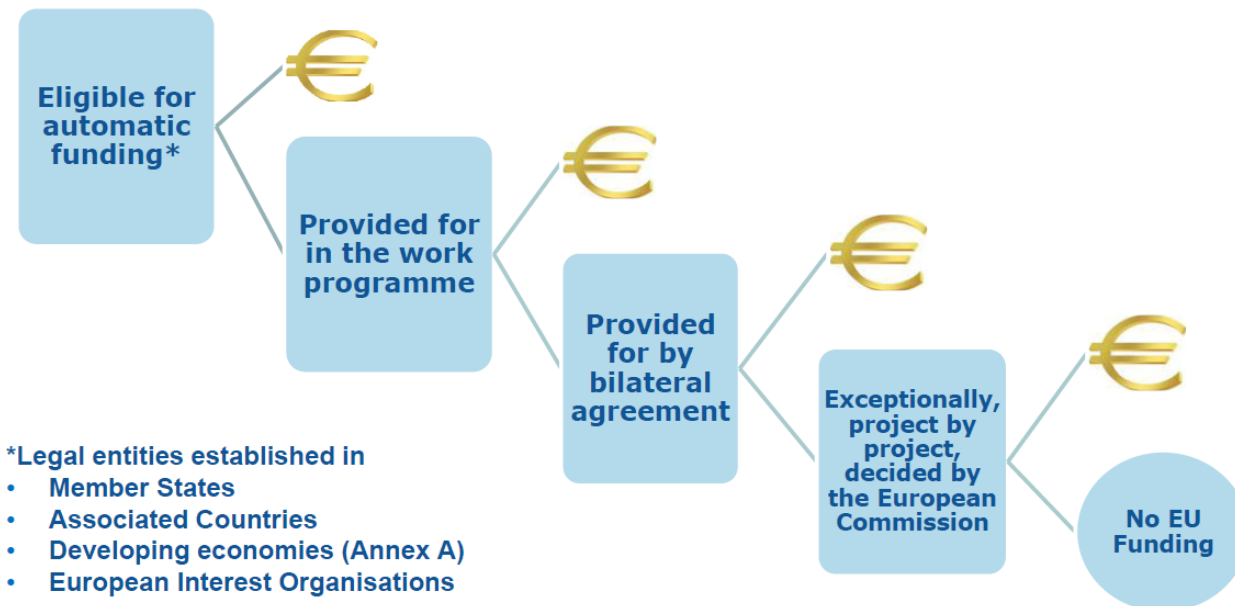 Eligible for
automatic
funding*
Provided for
in the work
programme
Provided
for by
bilateral
agreement
Exceptionally,
project by
project,
decided by
the European
Commission
No EU
Funding
*Legal entities established in
• Member States
• Associated Countries
• Developing economies (Annex A)
• European Interest Organisations